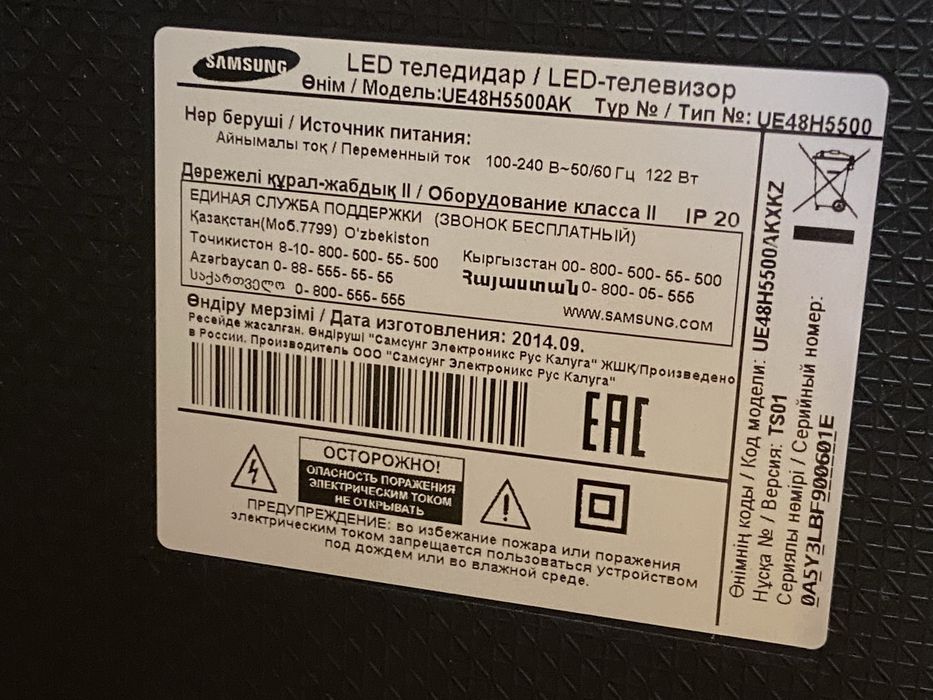 SAMSUNG
LED теледидар / LED-телевизор
Өнім / Модель:UE48H5500AK Түр № / Тип №: UE48H5500
Нәр беруші / Источник питания:
Айнымалы ток / Переменный ток 100-240 В~50/60 Гц 122 Вт
Дәрежелі құрал-жабдық II / Оборудование класса II IP 20
ЕДИНАЯ СЛУЖБА ПОДДЕРЖКИ (ЗВОНОК БЕСПЛАТНЫЙ)
Қазақстан(Моб.7799) O'zbekiston
Точикистон 8-10- 800- 500- 55- 500
Azərbaycan 0- 88- 555- 55- 55
საქართველო 0- 800- 555- 555
Кыргызстан 00- 800- 500- 55- 500
Հայաստան 0- 800- 05- 555
WWW.SAMSUNG.COM
Өндіру мерзімі / Дата изготовления: 2014.09.
Ресейде жасалған. Өндіруші "Самсунг Электроникс Рус Калуга" ЖШҚ/Произведено
в России. Производитель ООО "Самсунг Электроникс Рус Калуга"
EAC
ОСТОРОЖНО!
ОПАСНОСТЬ ПОРАЖЕНИЯ
ЭЛЕКТРИЧЕСКИМ ТОКОМ
НЕ ОТКРЫВАТЬ
ПРЕДУПРЕЖДЕНИЕ: во избежание пожара или поражения
электрическим током запрещается пользоваться устройством
под дождем или во влажной среде.
Өнімнің коды / Код модели: UE48H5500AKXKZ
Нұсқа № / Версия: TS01
Сериялы нөмірі / Серийный номер:
0A5Y3LBF900601E